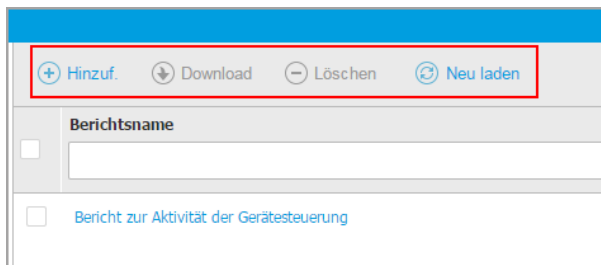 Hinzuf. Download Löschen Neu laden
Berichtsname
Bericht zur Aktivität der Gerätesteuerung